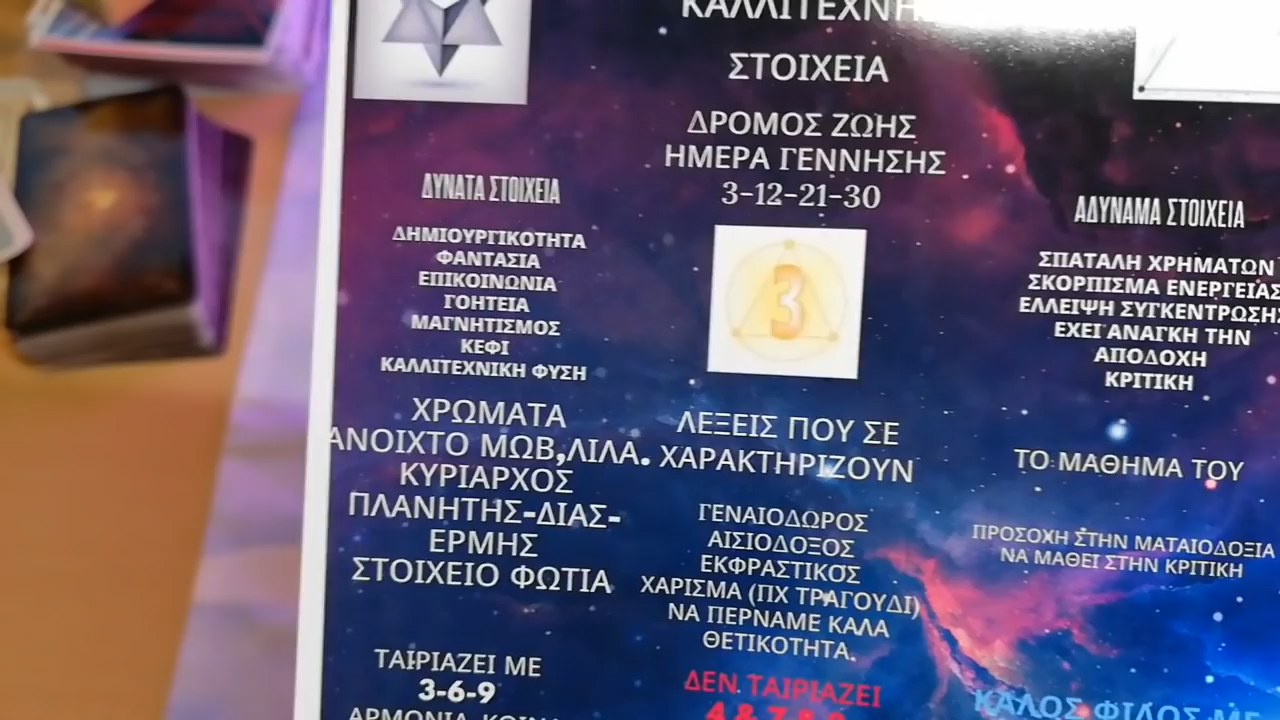 ΣΤΟΙΧΕΙΑ
ΔΡΟΜΟΣ ΖΩΗΣ
ΗΜΕΡΑ ΓΕΝΝΗΣΗΣ
3-12-21-30
3
ΔΥΝΑΤΑ ΣΤΟΙΧΕΙΑ
ΔΗΜΙΟΥΡΓΙΚΟΤΗΤΑ
ΦΑΝΤΑΣΙΑ
ΕΠΙΚΟΙΝΩΝΙΑ
ΓΟΗΤΕΙΑ
ΜΑΓΝΗΤΙΣΜΟΣ
ΚΕΦΙ
ΚΑΛΛΙΤΕΧΝΙΚΗ ΦΥΣΗ
ΧΡΩΜΑΤΑ
ΑΝΟΙΧΤΟ ΜΩΒ,ΛΙΛΑ.
ΚΥΡΙΑΡΧΟΣ
ΠΛΑΝΗΤΗΣ-ΔΙΑΣ-
ΕΡΜΗΣ
ΣΤΟΙΧΕΙΟ ΦΩΤΙΑ
ΤΑΙΡΙΑΖΕΙ ΜΕ
3-6-9
ΛΕΞΕΙΣ ΠΟΥ ΣΕ
ΧΑΡΑΚΤΗΡΙΖΟΥΝ
ΓΕΝΑΙΟΔΩΡΟΣ
ΑΙΣΙΟΔΟΞΟΣ
ΕΚΦΡΑΣΤΙΚΟΣ
ΧΑΡΙΣΜΑ (ΠΧ ΤΡΑΓΟΥΔΙ)
ΝΑ ΠΕΡΝΑΜΕ ΚΑΛΑ
ΘΕΤΙΚΟΤΗΤΑ.
ΔΕΝ ΤΑΙΡΙΑΖΕΙ
ΑΔΥΝΑΜΑ ΣΤΟΙΧΕΙΑ
ΣΠΑΤΑΛΗ ΧΡΗΜΑΤΩΝ
ΣΚΟΡΠΙΣΜΑ ΕΝΕΡΓΕΙΑΣ
ΕΛΛΕΙΨΗ ΣΥΓΚΕΝΤΡΩΣΗΣ
ΕΧΕΙ ΑΝΑΓΚΗ ΤΗΝ
ΑΠΟΔΟΧΗ
ΚΡΙΤΙΚΗ
ΤΟ ΜΑΘΗΜΑ ΤΟΥ
ΠΡΟΣΟΧΗ ΣΤΗΝ ΜΑΤΑΙΟΔΟΞΙΑ
ΝΑ ΜΑΘΕΙ ΣΤΗΝ ΚΡΙΤΙΚΗ
ΚΑΛΟΣ ΦΙΛΟΣ ΜΕ